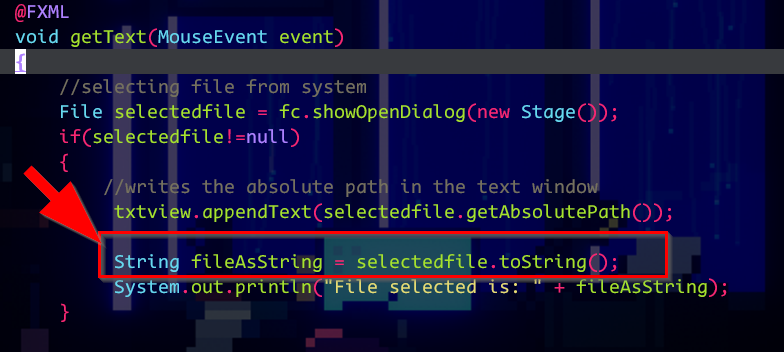 @FXML
void getText(MouseEvent event)
{
//selecting file from system
File selectedfile = fc.showOpenDialog(new Stage());
if(selectedfile!=null)
{
//writes the absolute path in the text window
txtview.appendText(selectedfile.getAbsolutePath());
String fileAsString = selectedfile.toString();
System.out.println("File selected is: " + fileAsString);
}